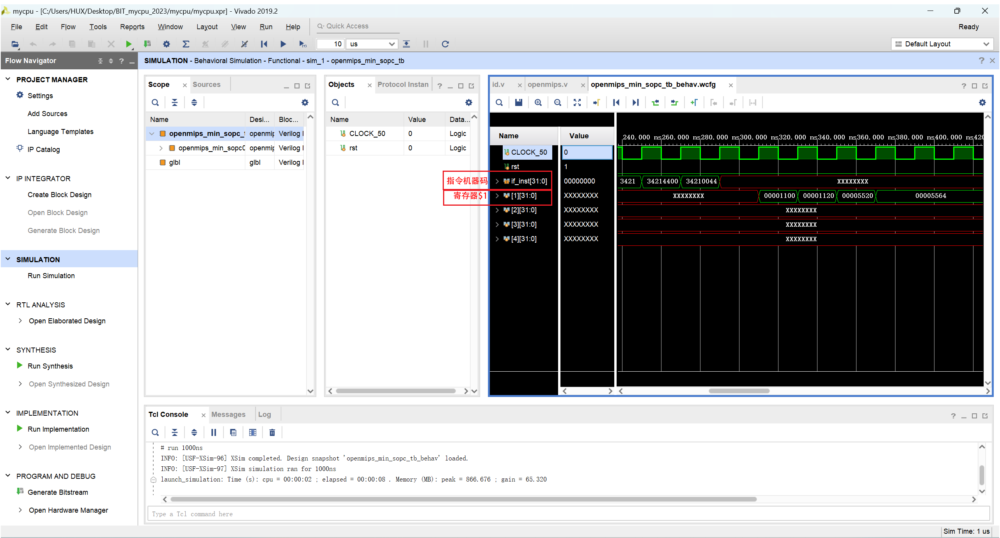 mycpu - [C:/Users/HUX/Desktop/BIT_mycpu_2023/mycpu/mycpu.xpr] - Vivado 2019.2
File Edit Flow Tools Reports Window Layout View Run Help Quick Access Ready
10 us Default Layout
Flow Navigator
SIMULATION - Behavioral Simulation - Functional - sim_1 - openmips_min_sopc_tb
PROJECT MANAGER
Settings
Add Sources
Language Templates
IP Catalog
IP INTEGRATOR
Create Block Design
Open Block Design
Generate Block Design
SIMULATION
Run Simulation
RTL ANALYSIS
Open Elaborated Design
SYNTHESIS
Run Synthesis
Open Synthesized Design
IMPLEMENTATION
Run Implementation
Open Implemented Design
PROGRAM AND DEBUG
Generate Bitstream
Open Hardware Manager
Scope Sources
Name Desi... Bloc...
openmips_min_sopc_ openmip Verilog
openmips_min_sopc0 openmip Verilog
glbl glbl Verilog
Objects Protocol Instan
Name Value Data...
CLOCK_50 0 Logic
rst 0 Logic
id.v openmips.v openmips_min_sopc_tb_behav.wcfg
Name Value
240.000 ns 260.000 ns 280.000 ns 300.000 ns 320.000 ns 340.000 ns 360.000 ns 380.000 ns 400.000 ns 420
CLOCK_50 0
rst 1
指令机器码 if_inst[31:0] 00000000 3421 34214400 34210044 XXXXXXXX
寄存器$1 [1][31:0] XXXXXXXX XXXXXXXX 00001100 00001120 00005520 00005564
[2][31:0] XXXXXXXX XXXXXXXX
[3][31:0] XXXXXXXX XXXXXXXX
[4][31:0] XXXXXXXX XXXXXXXX
Tcl Console Messages Log
# run 1000ns
INFO: [USF-XSim-96] XSim completed. Design snapshot 'openmips_min_sopc_tb_behav' loaded.
INFO: [USF-XSim-97] XSim simulation ran for 1000ns
launch_simulation: Time (s): cpu = 00:00:02 ; elapsed = 00:00:08 . Memory (MB): peak = 866.676 ; gain = 65.320
Type a Tcl command here
Sim Time: 1 us